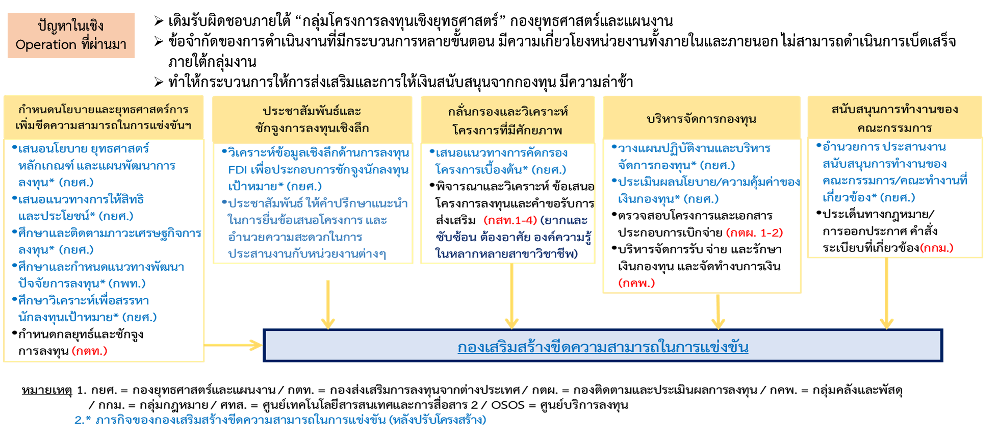 ปัญหาในเชิง
Operation ที่ผ่านมา
➢ เดิมรับผิดชอบภายใต้ “กลุ่มโครงการลงทุนเชิงยุทธศาสตร์” กองยุทธศาสตร์และแผนงาน
➢ ข้อจำกัดของการดำเนินงานที่มีกระบวนการหลายขั้นตอน มีความเกี่ยวโยงหน่วยงานทั้งภายในและภายนอก ไม่สามารถดำเนินการเบ็ดเสร็จ
ภายใต้กลุ่มงาน
➢ ทำให้กระบวนการให้การส่งเสริมและการให้เงินสนับสนุนจากกองทุน มีความล่าช้า
กำหนดนโยบายและยุทธศาสตร์การ
เพิ่มขีดความสามารถในการแข่งขันฯ
•เสนอนโยบาย ยุทธศาสตร์
หลักเกณฑ์ และแผนพัฒนาการ
ลงทุน* (กยศ.)
•เสนอแนวทางการให้สิทธิ
และประโยชน์* (กยศ.)
•ศึกษาและติดตามภาวะเศรษฐกิจการ
ลงทุน* (กยศ.)
•ศึกษาและกำหนดแนวทางพัฒนา
ปัจจัยการลงทุน* (กพท.)
•ศึกษาวิเคราะห์เพื่อสรรหา
นักลงทุนเป้าหมาย* (กยศ.)
•กำหนดกลยุทธ์และชักจูง
การลงทุน (กตท.)
ประชาสัมพันธ์และ
ชักจูงการลงทุนเชิงลึก
•วิเคราะห์ข้อมูลเชิงลึกด้านการลงทุน
FDI เพื่อประกอบการชักจูงนักลงทุน
เป้าหมาย* (กยศ.)
•ประชาสัมพันธ์ ให้คำปรึกษาแนะนำ
ในการยื่นข้อเสนอโครงการ และ
อำนวยความสะดวกในการ
ประสานงานกับหน่วยงานต่างๆ
กลั่นกรองและวิเคราะห์
โครงการที่มีศักยภาพ
•เสนอแนวทางการคัดกรอง
โครงการเบื้องต้น* (กยศ.)
•พิจารณาและวิเคราะห์ ข้อเสนอ
โครงการลงทุนและคำขอรับการ
ส่งเสริม (กสท.1-4) (ยากและ
ซับซ้อน ต้องอาศัย องค์ความรู้
ในหลากหลายสาขาวิชาชีพ)
บริหารจัดการกองทุน
•วางแผนปฏิบัติงานและบริหาร
จัดการกองทุน* (กยศ.)
•ประเมินผลนโยบาย/ความคุ้มค่าของ
เงินกองทุน* (กยศ.)
•ตรวจสอบโครงการและเอกสาร
ประกอบการเบิกจ่าย (กตผ. 1-2)
•บริหารจัดการรับ จ่าย และรักษา
เงินกองทุน และจัดทำงบการเงิน
(กคพ.)
สนับสนุนการทำงานของ
คณะกรรมการ
•อำนวยการ ประสานงาน
สนับสนุนการทำงานของ
คณะกรรมการ/คณะทำงานที่
เกี่ยวข้อง* (กยศ.)
•ประเด็นทางกฎหมาย/
การออกประกาศ คำสั่ง
ระเบียบที่เกี่ยวข้อง(กกม.)
กองเสริมสร้างขีดความสามารถในการแข่งขัน
หมายเหตุ 1. กยศ. = กองยุทธศาสตร์และแผนงาน / กตท. = กองส่งเสริมการลงทุนจากต่างประเทศ / กตผ. = กองติดตามและประเมินผลการลงทุน / กคพ. = กลุ่มคลังและพัสดุ
/ กกม. = กลุ่มกฎหมาย / ศทส. = ศูนย์เทคโนโลยีสารสนเทศและการสื่อสาร 2 / OSOS = ศูนย์บริการลงทุน
2.* ภารกิจของกองเสริมสร้างขีดความสามารถในการแข่งขัน (หลังปรับโครงสร้าง)